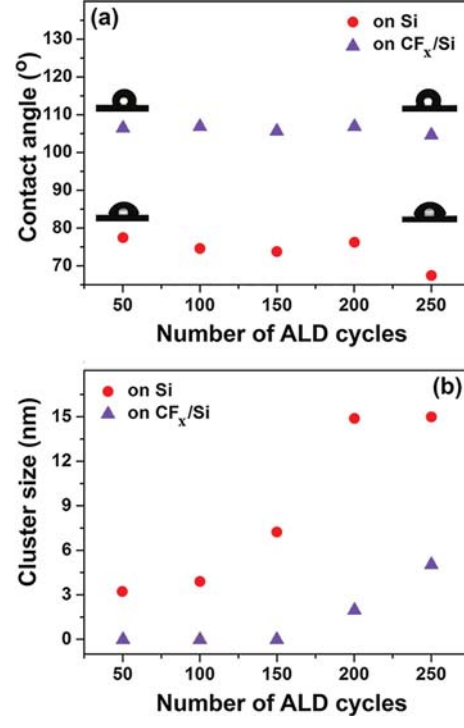 (a)
on Si
on CFx/Si
Contact angle (º)
130
120
110
100
90
80
70
50 100 150 200 250
Number of ALD cycles
(b)
on Si
on CFx/Si
Cluster size (nm)
15
12
9
6
3
0
50 100 150 200 250
Number of ALD cycles